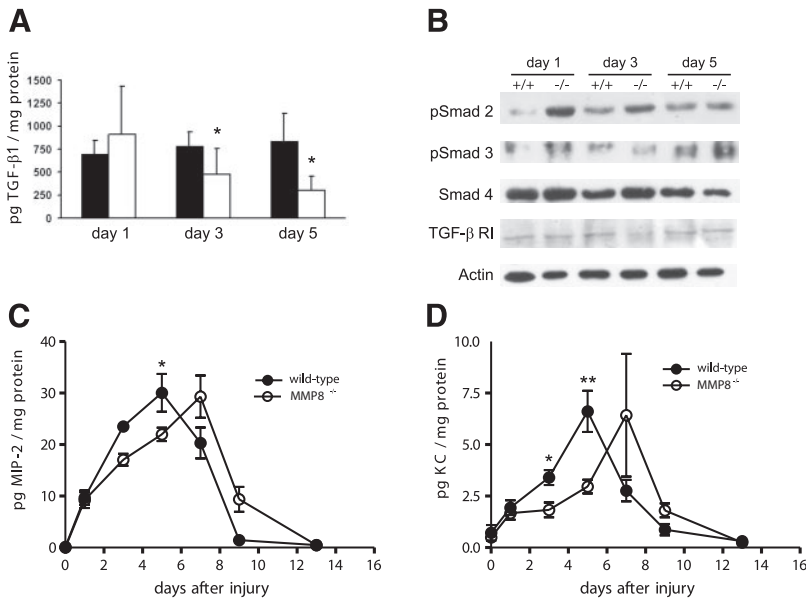 A
pg TGF-β1 / mg protein
1500
1250
1000
750
500
250
0
*
*
day 1
day 3
day 5
B
day 1 day 3 day 5
+/+ -/- +/+ -/- +/+ -/-
pSmad 2
pSmad 3
Smad 4
TGF-β RI
Actin
C
pg MIP-2 / mg protein
40
30
20
10
0
*
wild-type
MMP8 -/-
0 2 4 6 8 10 12 14 16
days after injury
D
pg KC / mg protein
10.0
7.5
5.0
2.5
0.0
*
**
wild-type
MMP8 -/-
0 2 4 6 8 10 12 14 16
days after injury